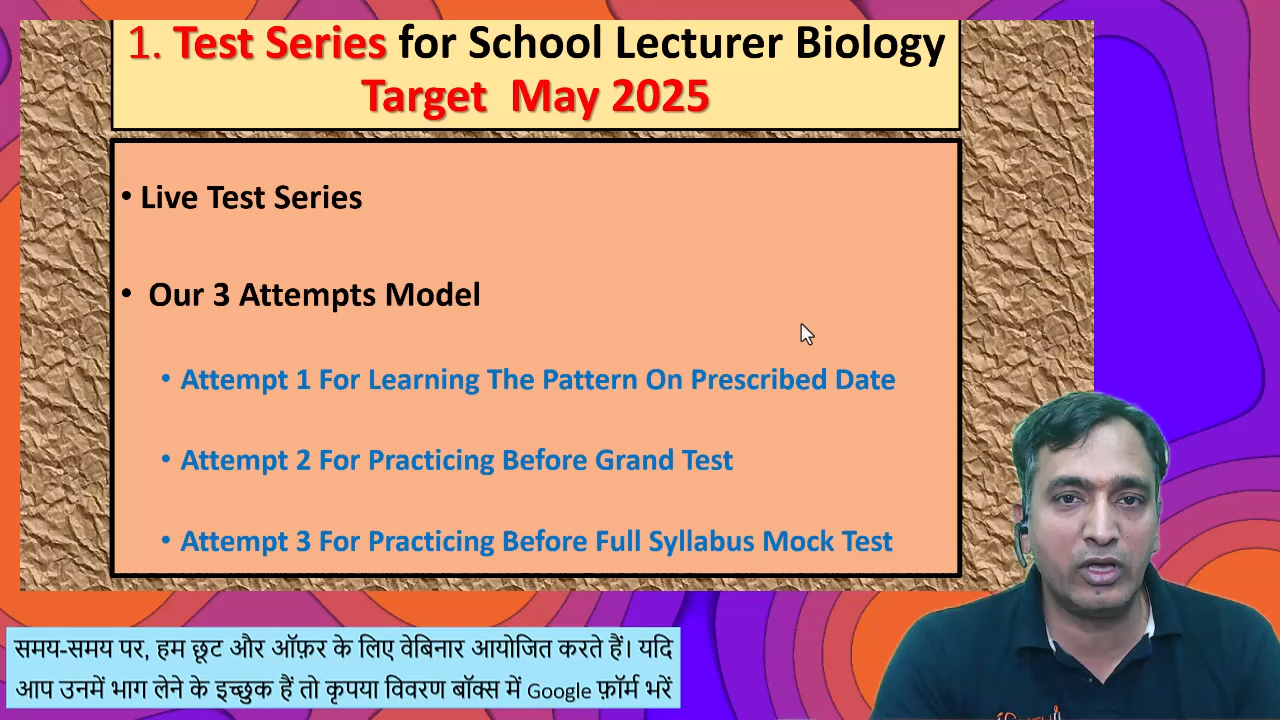 1. Test Series for School Lecturer Biology
Target May 2025
• Live Test Series
• Our 3 Attempts Model
• Attempt 1 For Learning The Pattern On Prescribed Date
• Attempt 2 For Practicing Before Grand Test
• Attempt 3 For Practicing Before Full Syllabus Mock Test
समय-समय पर, हम छूट और ऑफ़र के लिए वेबिनार आयोजित करते हैं। यदि
आप उनमें भाग लेने के इच्छुक हैं तो कृपया विवरण बॉक्स में Google फ़ॉर्म भरें